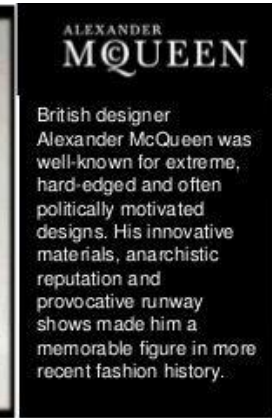 ALEXANDER
MCQUEEN
British designer
Alexander McQueen was
well-known for extreme,
hard-edged and often
politically motivated
designs. His innovative
materials, anarchistic
reputation and
provocative runway
shows made him a
memorable figure in more
recent fashion history.